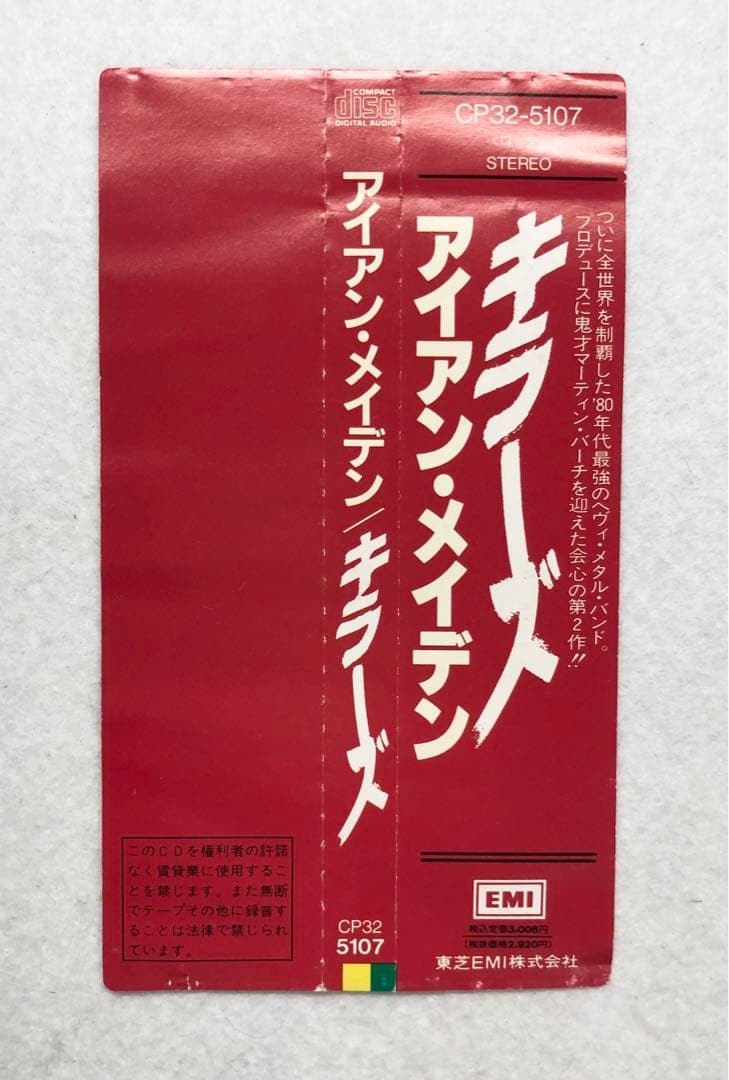 CP32-5107
STEREO
ついに全世界を制覇した'80年代最強のヘヴィ・メタル・バンド。
プロデュースに鬼才マーティン・バーチを迎えた会心の第2作!!
キラーズ
アイアン・メイデン
EMI
税込定価3,008円
(税抜価格2,920円)
東芝EMI株式会社
COMPACT
disc
DIGITAL AUDIO
アイアン・メイデン/キラーズ
CP32
5107
このCDを権利者の許諾
なく賃貸業に使用するこ
とを禁じます。また無断
でテープその他に録音す
ることは法律で禁じられ
ています。